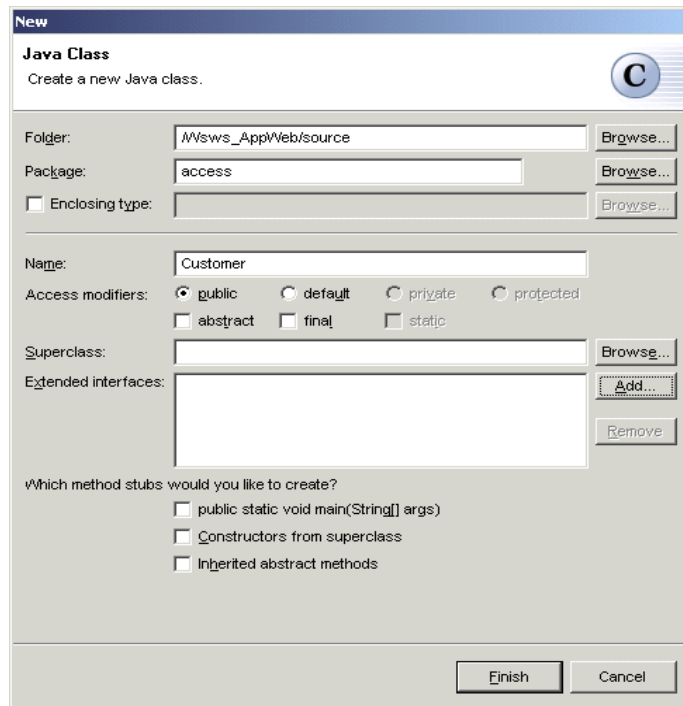 New
Java Class
Create a new Java class.
C
Folder: /Wsws_AppWeb/source Browse...
Package: access Browse...
Enclosing type: Browse...
Name: Customer
Access modifiers: public default private protected
abstract final static
Superclass: Browse...
Extended interfaces: Add...
Remove
Which method stubs would you like to create?
public static void main(String[] args)
Constructors from superclass
Inherited abstract methods
Finish Cancel